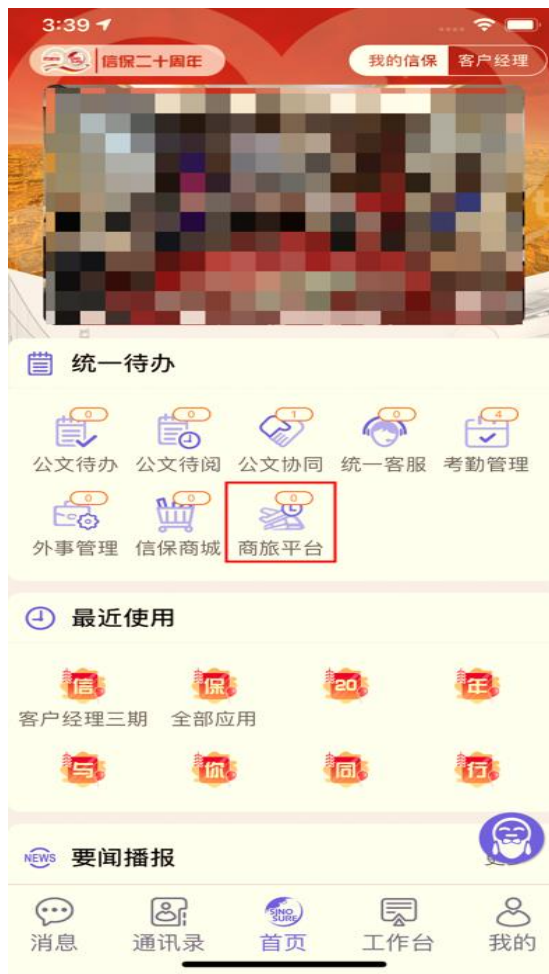 3:39
信保二十周年
我的信保 客户经理
统一待办
0 0 1 0 4
公文待办 公文待阅 公文协同 统一客服 考勤管理
0 0 0
外事管理 信保商城 商旅平台
最近使用
信 保 20 年
客户经理三期 全部应用
与 你 同 行
NEWS 要闻播报
SINO
SURE
消息 通讯录 首页 工作台 我的